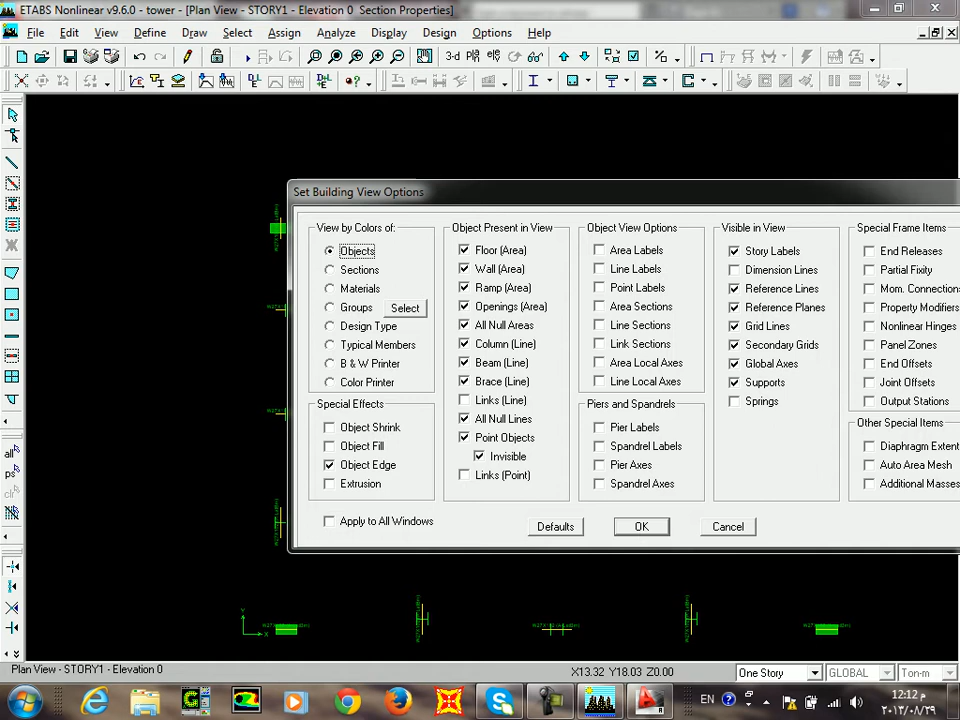 ETABS Nonlinear v9.6.0 - tower - [Plan View - STORY1 - Elevation 0 Section Properties]
File Edit View Define Draw Select Assign Analyze Display Design Options Help
3-d
all
ps
clr
Set Building View Options
View by Colors of:
Objects
Sections
Materials
Groups Select
Design Type
Typical Members
B & W Printer
Color Printer
Special Effects
Object Shrink
Object Fill
Object Edge
Extrusion
Object Present in View
Floor (Area)
Wall (Area)
Ramp (Area)
Openings (Area)
All Null Areas
Column (Line)
Beam (Line)
Brace (Line)
Links (Line)
All Null Lines
Point Objects
Invisible
Links (Point)
Object View Options
Area Labels
Line Labels
Point Labels
Area Sections
Line Sections
Link Sections
Area Local Axes
Line Local Axes
Piers and Spandrels
Pier Labels
Spandrel Labels
Pier Axes
Spandrel Axes
Visible in View
Story Labels
Dimension Lines
Reference Lines
Reference Planes
Grid Lines
Secondary Grids
Global Axes
Supports
Springs
Special Frame Items
End Releases
Partial Fixity
Mom. Connections
Property Modifiers
Nonlinear Hinges
Panel Zones
End Offsets
Joint Offsets
Output Stations
Other Special Items
Diaphragm Extent
Auto Area Mesh
Additional Masses
Apply to All Windows
Defaults OK Cancel
Y
X
Plan View - STORY1 - Elevation 0 X13.32 Y18.03 Z0.00 One Story GLOBAL Ton-m
EN
12:12 م
٢٠١٣/٠٨/٢٩